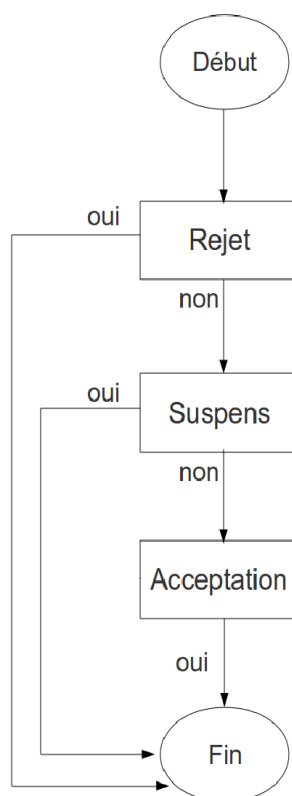 Début
oui
Rejet
non
oui
Suspens
non
Acceptation
oui
Fin